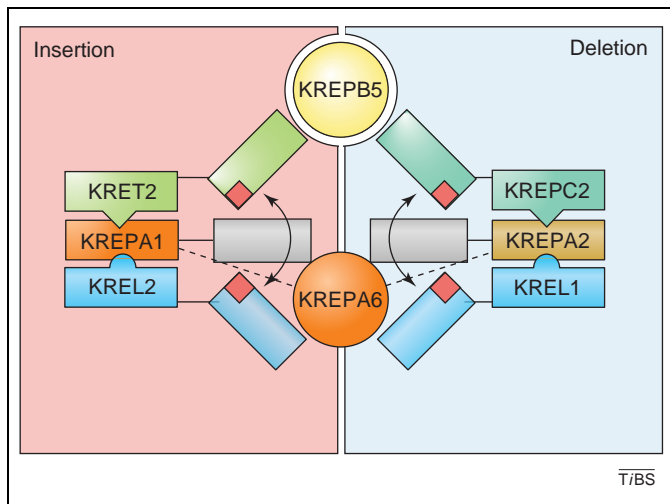 Insertion
Deletion
KREPB5
KRET2
KREPC2
KREPA1
KREPA2
KREL2
KREPA6
KREL1
TiBS